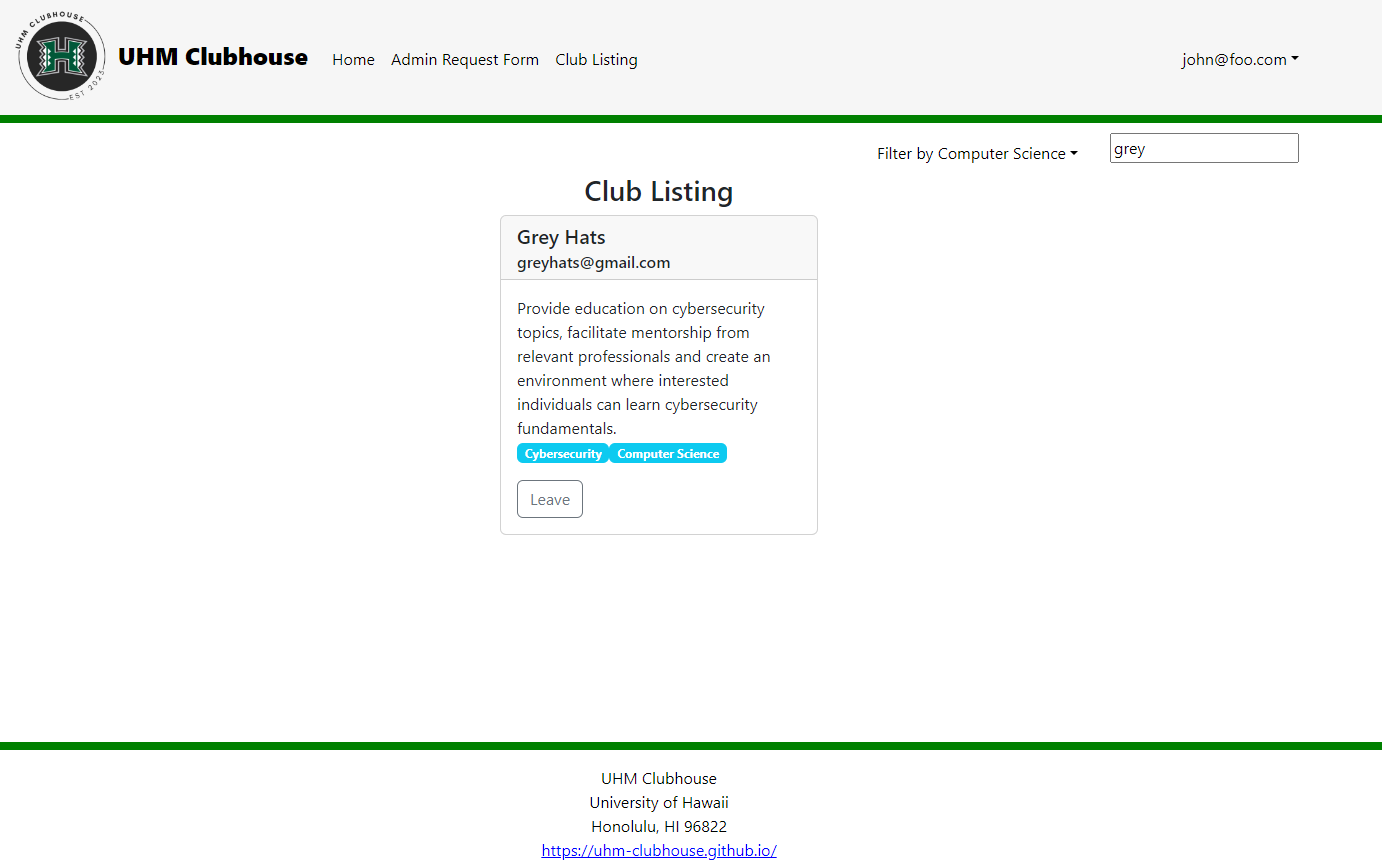 UHM CLUBHOUSE
EST 2023
UHM Clubhouse Home Admin Request Form Club Listing john@foo.com
Filter by Computer Science grey
Club Listing
Grey Hats
greyhats@gmail.com
Provide education on cybersecurity
topics, facilitate mentorship from
relevant professionals and create an
environment where interested
individuals can learn cybersecurity
fundamentals.
Cybersecurity Computer Science
Leave
UHM Clubhouse
University of Hawaii
Honolulu, HI 96822
https://uhm-clubhouse.github.io/